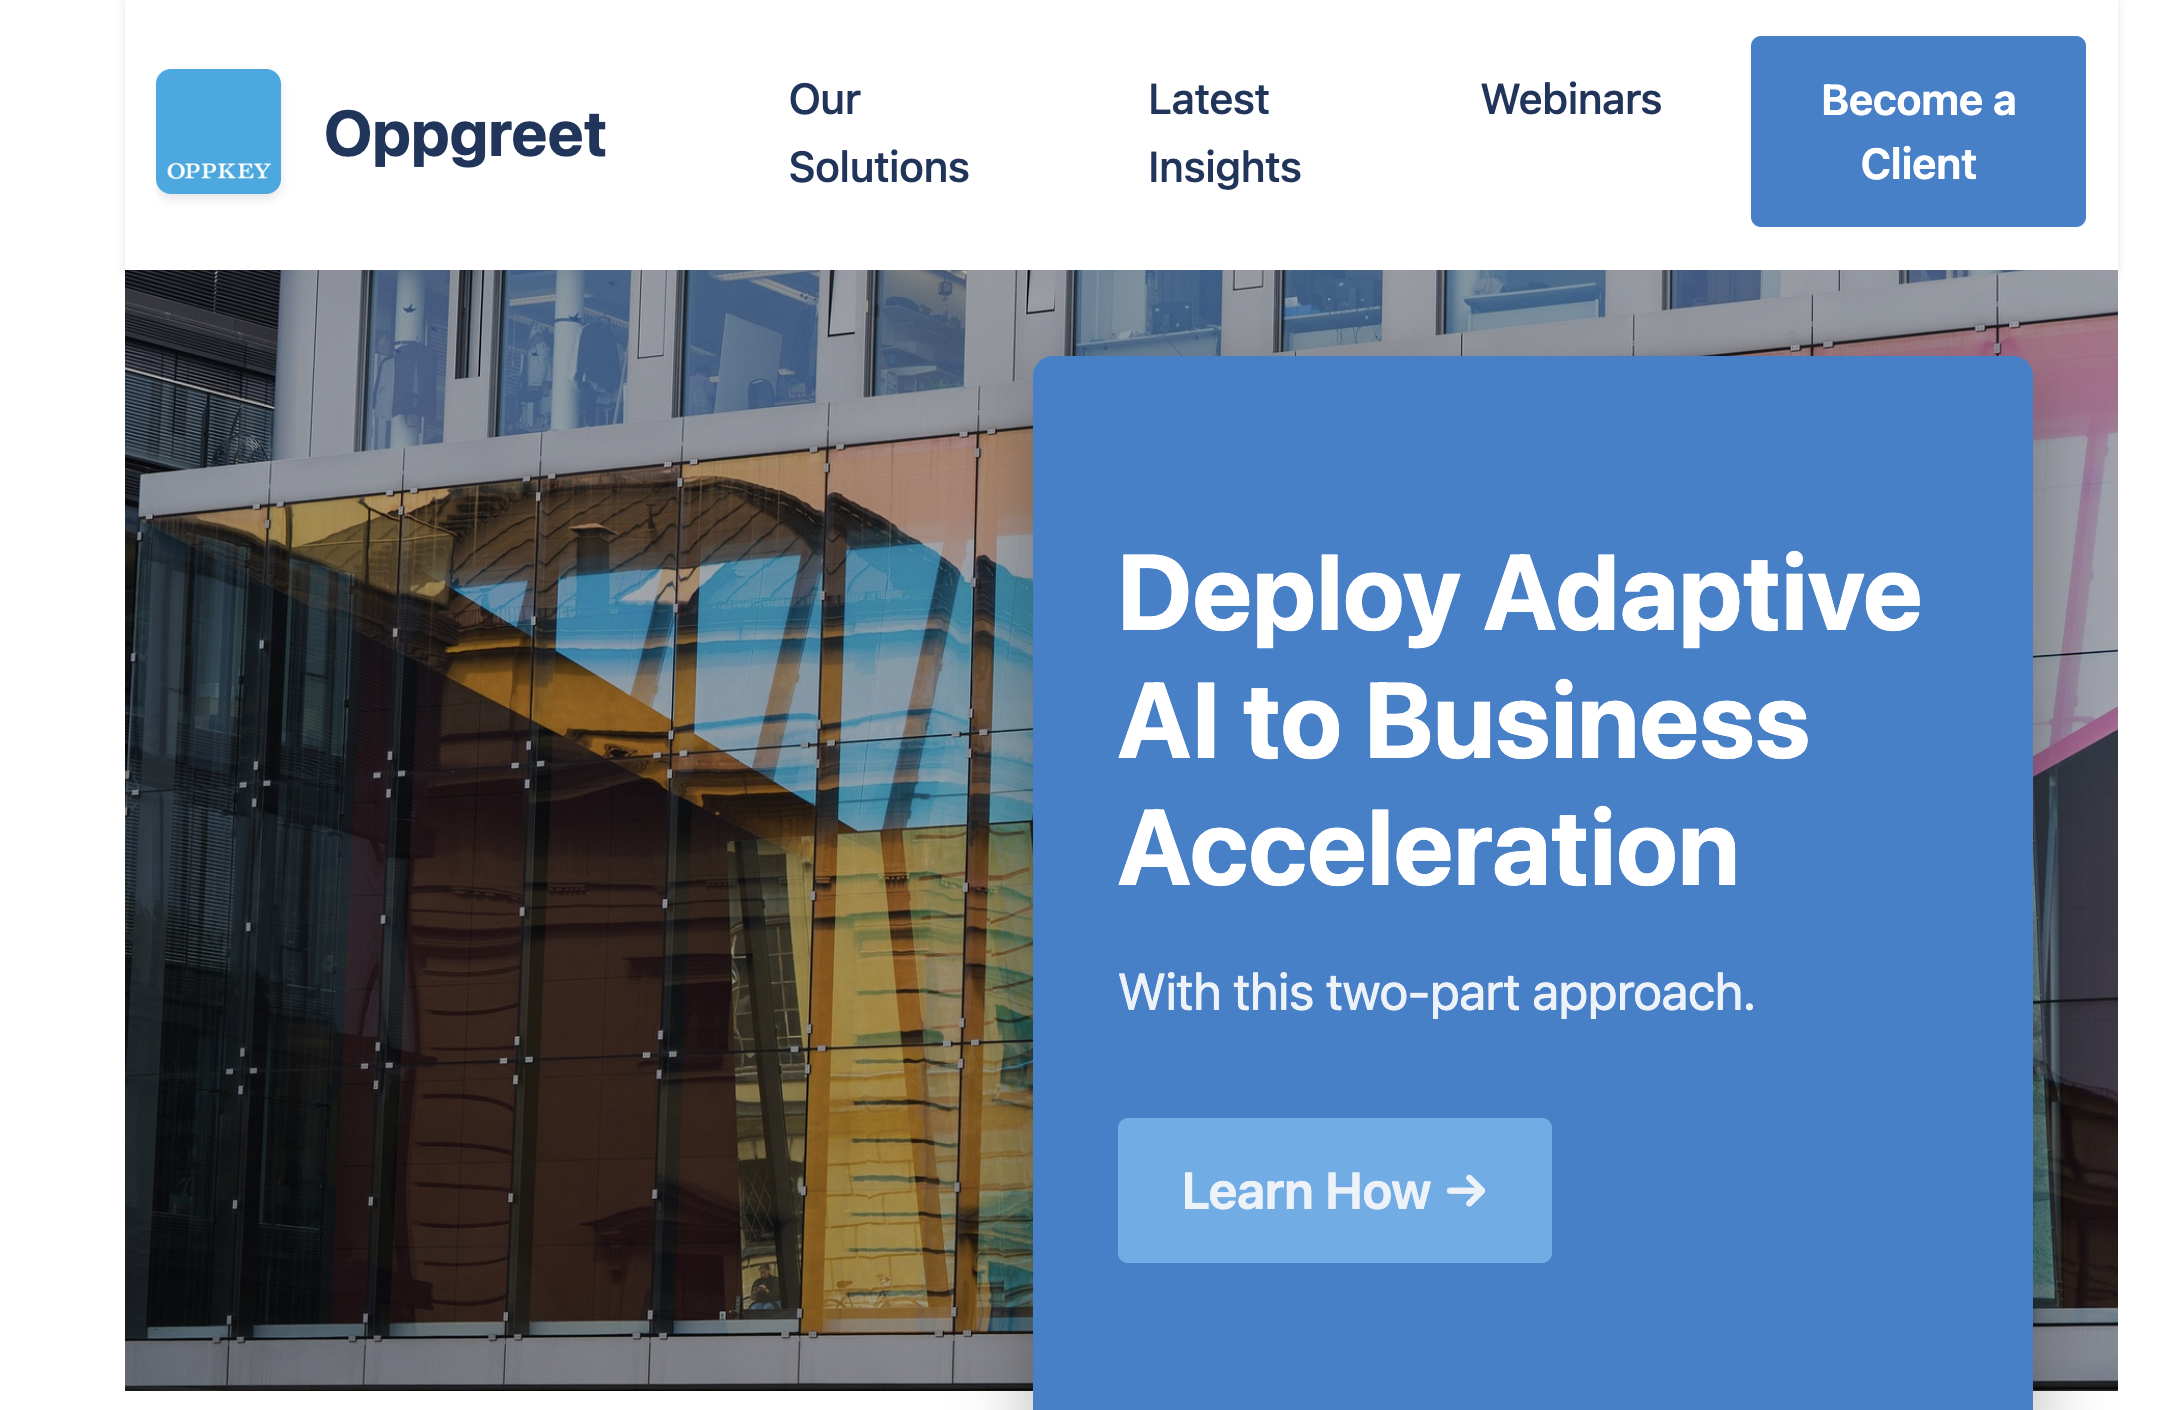 OPPKEY
Oppgreet
Our
Solutions
Latest
Insights
Webinars
Become a
Client
Deploy Adaptive
AI to Business
Acceleration
With this two-part approach.
Learn How →